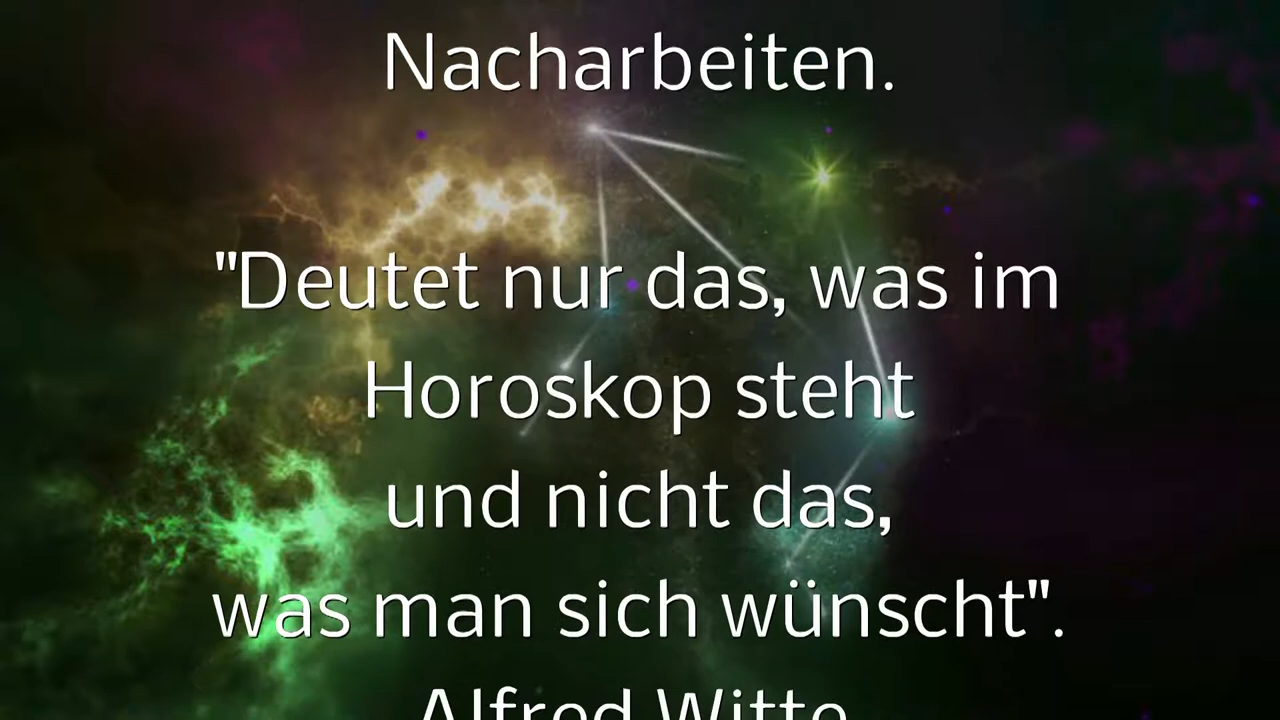 Nacharbeiten.
"Deutet nur das, was im
Horoskop steht
und nicht das,
was man sich wünscht".
Alfred Witte